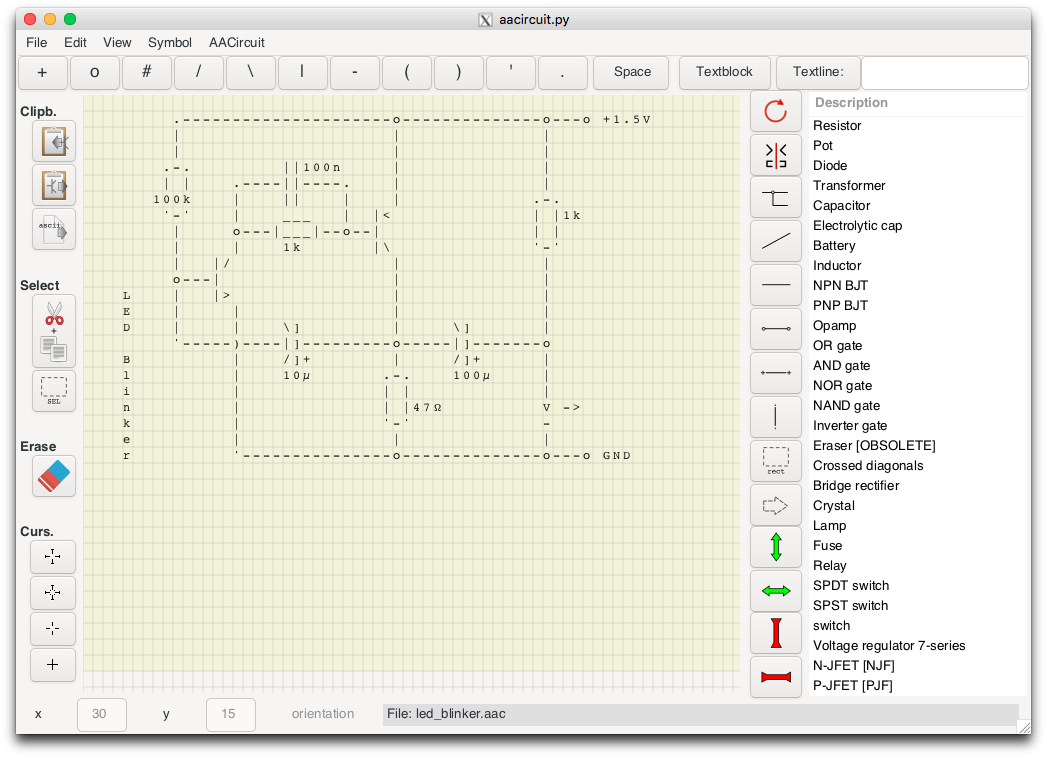 aacircuit.py
File Edit View Symbol AACircuit
+ o # / \ | - ( ) ' . Space Textblock Textline:
Clipb.
ascii
Select
+
SEL
Erase
Curs.
+1.5V
100n
100k
1k
1k
LED Blinker
10µ
100µ
47Ω
GND
rect
Description
Resistor
Pot
Diode
Transformer
Capacitor
Electrolytic cap
Battery
Inductor
NPN BJT
PNP BJT
Opamp
OR gate
AND gate
NOR gate
NAND gate
Inverter gate
Eraser [OBSOLETE]
Crossed diagonals
Bridge rectifier
Crystal
Lamp
Fuse
Relay
SPDT switch
SPST switch
switch
Voltage regulator 7-series
N-JFET [NJF]
P-JFET [PJF]
x 30 y 15 orientation File: led_blinker.aac